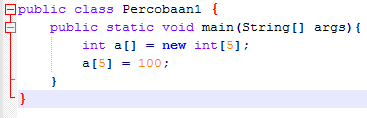 public class Percobaan1 {
    public static void main(String[] args){
        int a[] = new int[5];
        a[5] = 100;
    }
}